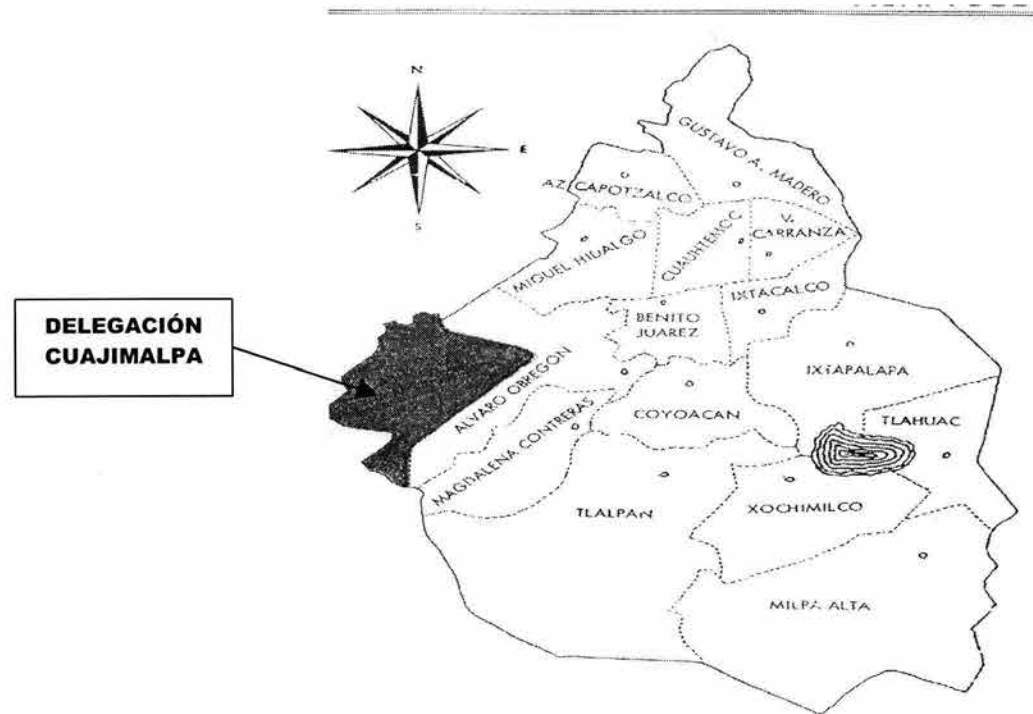 N
E
S
GUSTAVO A. MADERO
AZCAPOTZALCO
MIGUEL HIDALGO
CUAUHTEMOC
V.
CARRANZA
IXTACALCO
BENITO
JUAREZ
DELEGACIÓN
CUAJIMALPA
ALVARO OBREGON
IXTAPALAPA
MAGDALENA CONTRERAS
COYOACAN
TLAHUAC
TLALPAN
XOCHIMILCO
MILPA ALTA